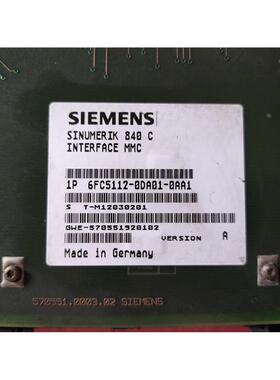 SIEMENS
SINUMERIK 840 C
INTERFACE MMC
1P 6FC5112-0DA01-0AA1
S T-M12030201
GWE-570551920102
VERSION A
Made in Germany
570551.0003.02 SIEMENS